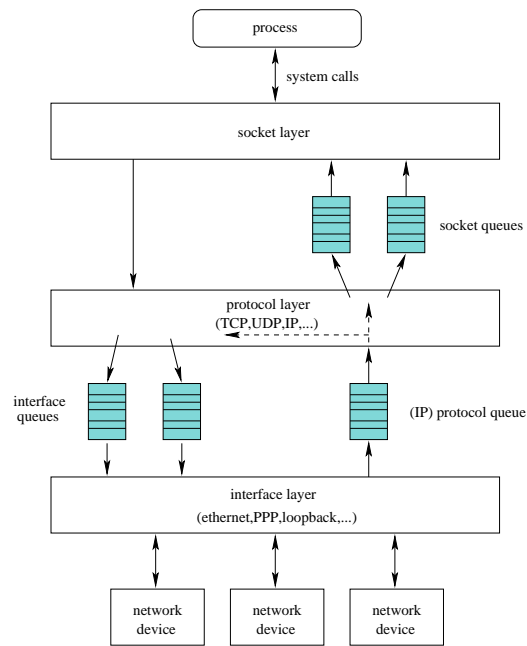 process
system calls
socket layer
socket queues
protocol layer
(TCP,UDP,IP,...)
interface
queues
(IP) protocol queue
interface layer
(ethernet,PPP,loopback,...)
network
device
network
device
network
device